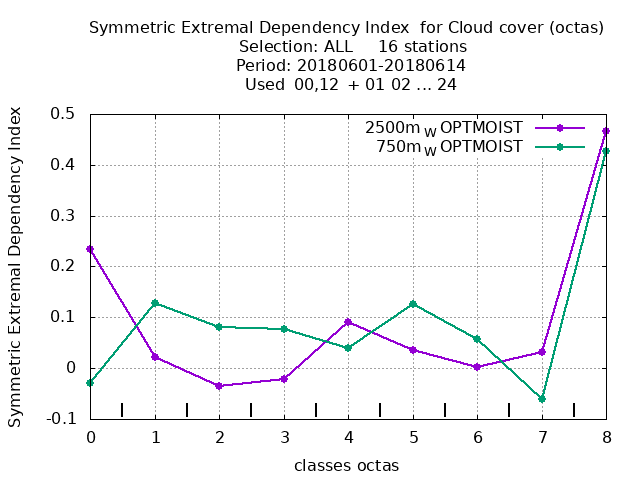 Symmetric Extremal Dependency Index for Cloud cover (octas)
Selection: ALL 16 stations
Period: 20180601-20180614
Used 00,12 + 01 02 ... 24
Symmetric Extremal Dependency Index
0.5
0.4
0.3
0.2
0.1
0
-0.1
2500m W OPTMOIST
750m W OPTMOIST
0 1 2 3 4 5 6 7 8
classes octas